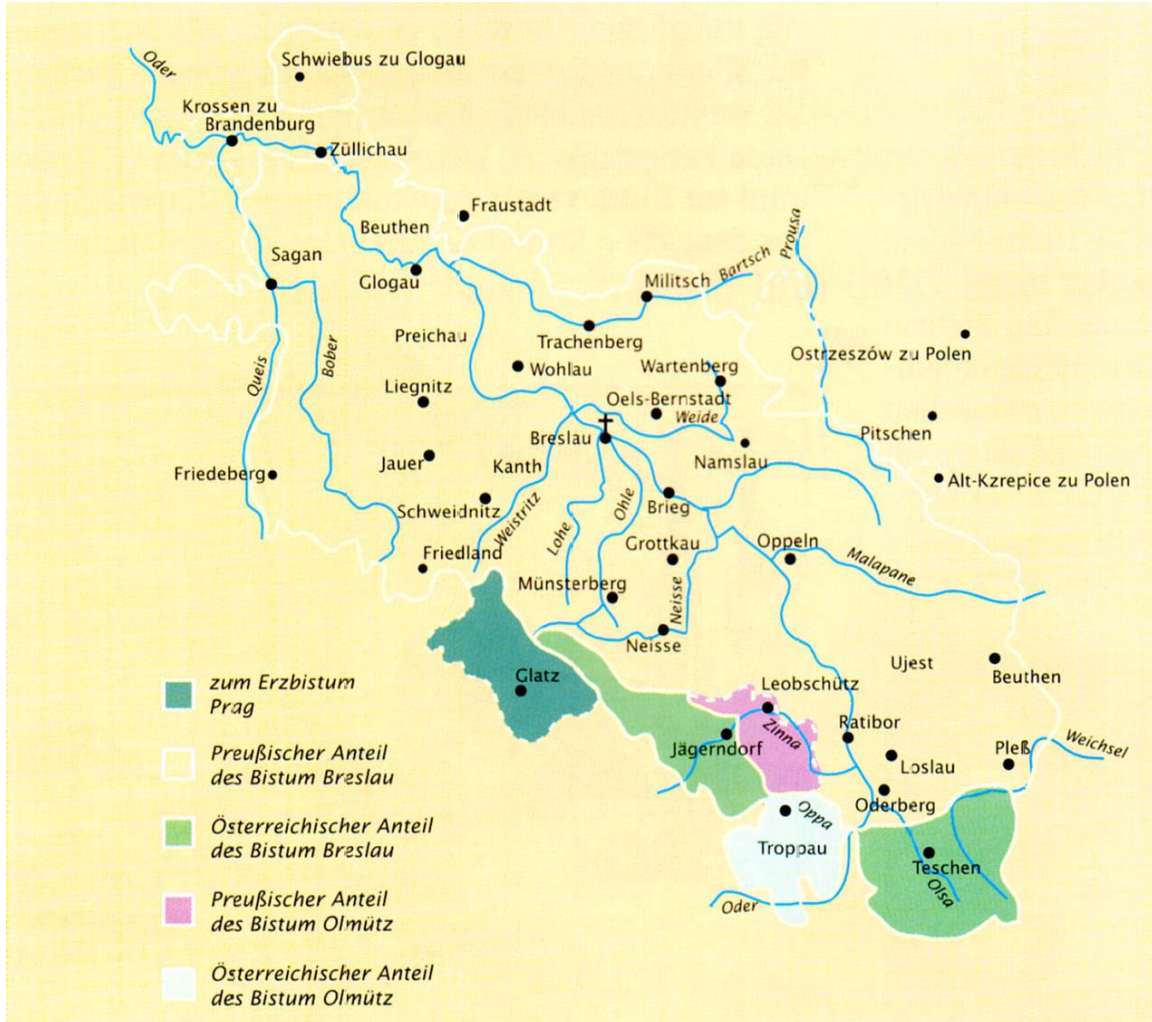 Oder
Schwiebus zu Glogau
Krossen zu
Brandenburg
Züllichau
Fraustadt
Beuthen
Prousa
Sagan
Glogau
Militsch
Bartsch
Preichau
Trachenberg
Ostrzeszów zu Polen
Queis
Bober
Wohlau
Wartenberg
Liegnitz
Oels-Bernstadt
Weide
Pitschen
Breslau
Jauer
Kanth
Namslau
Friedeberg
Alt-Kzrepice zu Polen
Schweidnitz
Weistritz
Lohe
Ohle
Brieg
Friedland
Grottkau
Oppeln
Malapane
Münsterberg
Neisse
Neisse
Glatz
Ujest
Beuthen
Leobschütz
Zinna
Ratibor
Jägerndorf
Loslau
Pleß
Weichsel
Oderberg
Oppa
Troppau
Teschen
Olsa
Oder
zum Erzbistum
Prag
Preußischer Anteil
des Bistum Breslau
Österreichischer Anteil
des Bistum Breslau
Preußischer Anteil
des Bistum Olmütz
Österreichischer Anteil
des Bistum Olmütz